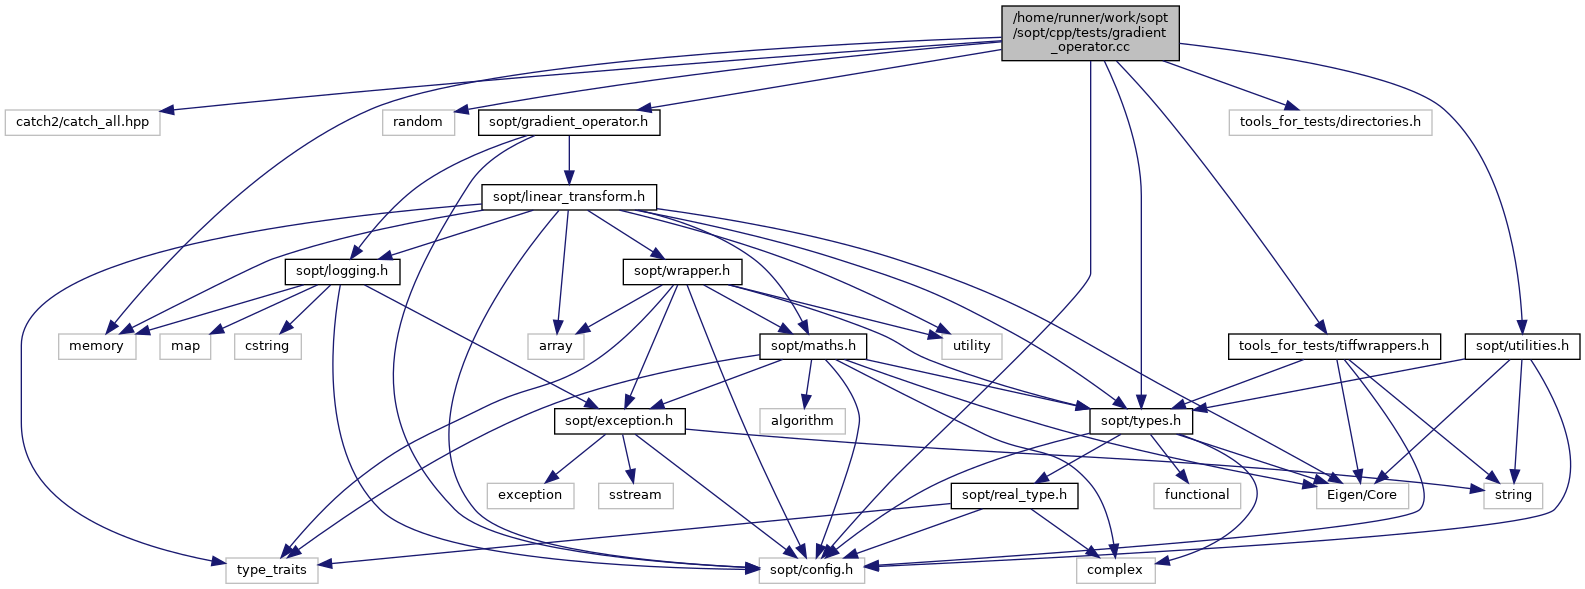 /home/runner/work/sopt
/sopt/cpp/tests/gradient
_operator.cc
catch2/catch_all.hpp
random
sopt/gradient_operator.h
tools_for_tests/directories.h
sopt/linear_transform.h
sopt/logging.h
sopt/wrapper.h
memory
map
cstring
array
sopt/maths.h
utility
tools_for_tests/tiffwrappers.h
sopt/utilities.h
sopt/exception.h
algorithm
sopt/types.h
exception
sstream
sopt/real_type.h
functional
Eigen/Core
string
type_traits
sopt/config.h
complex